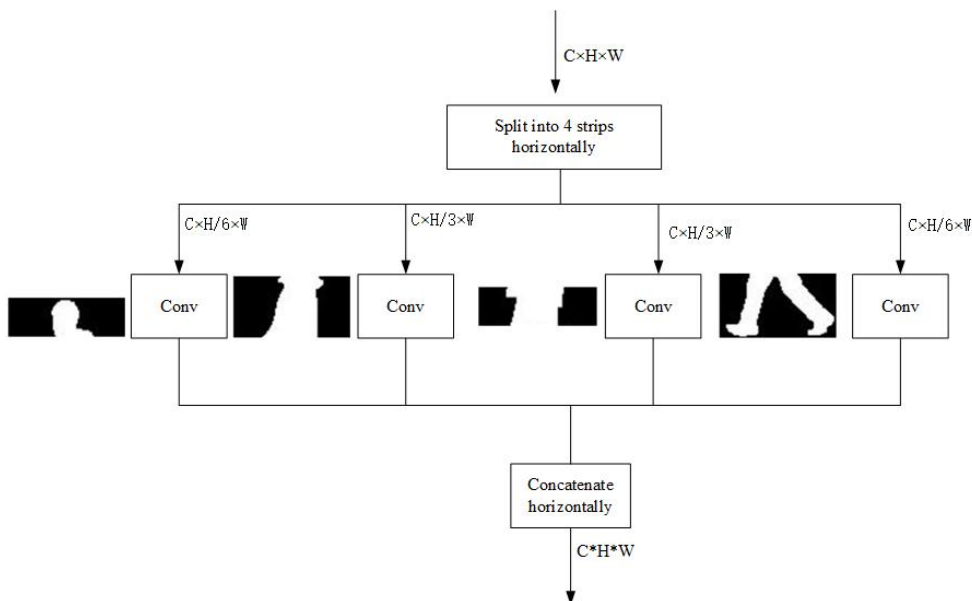 C×H×W
Split into 4 strips
horizontally
C×H/6×W
C×H/3×W
C×H/3×W
C×H/6×W
Conv
Conv
Conv
Conv
Concatenate
horizontally
C*H*W